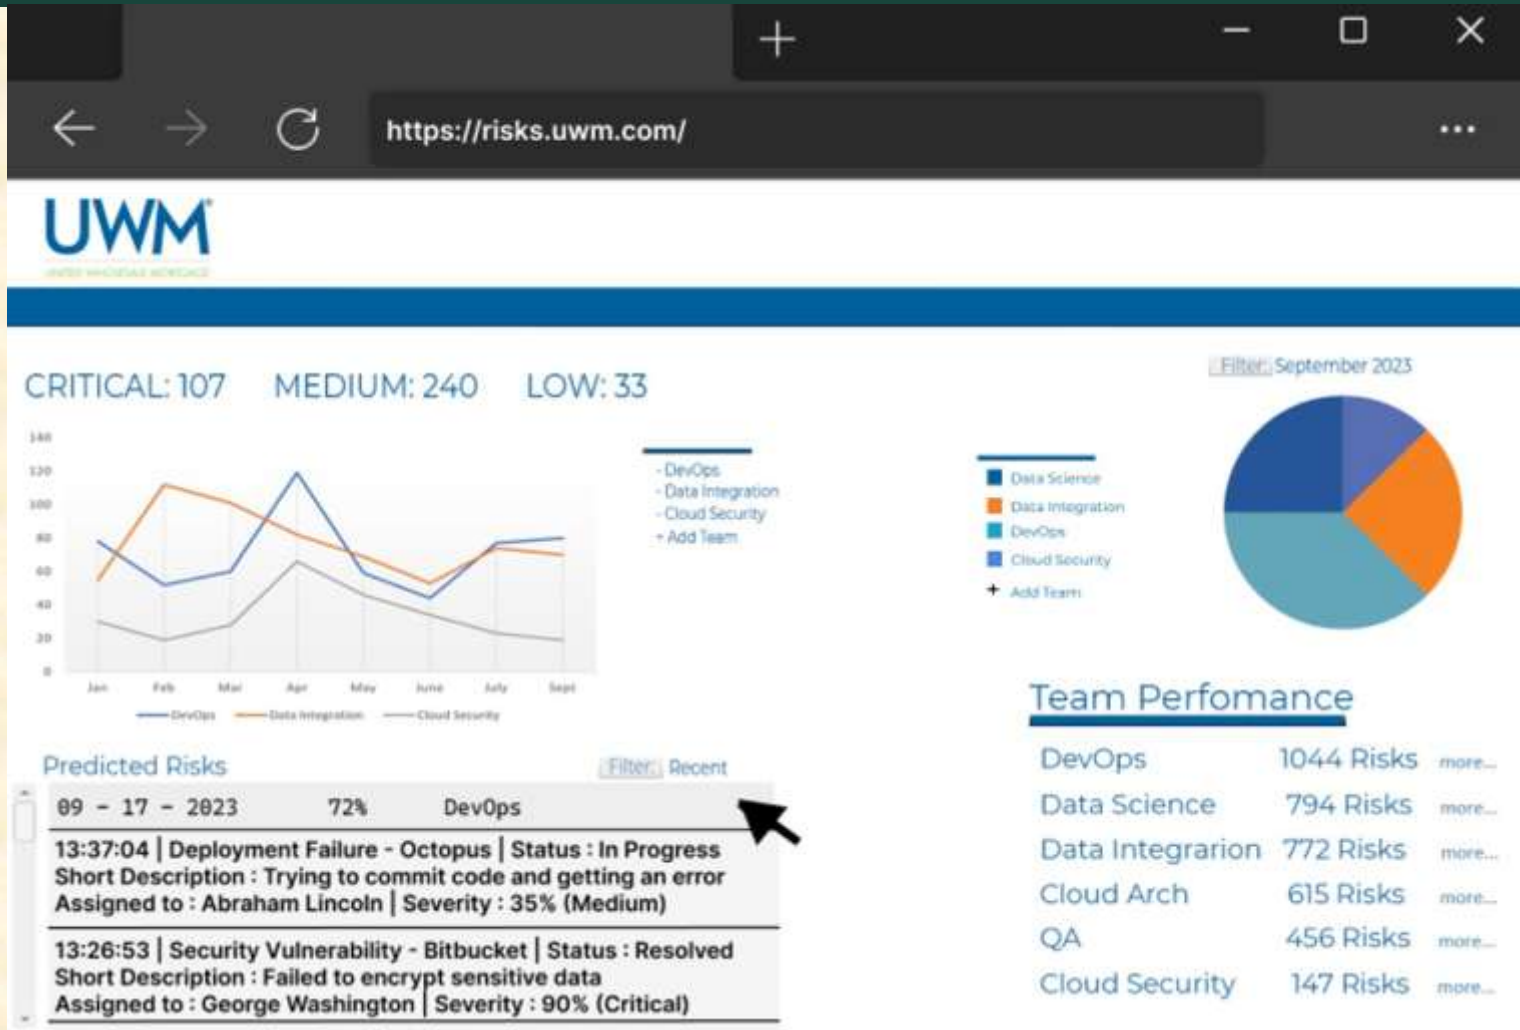 https://risks.uwm.com/
UWM
UNITED WHOLESALE MORTGAGE
CRITICAL: 107 MEDIUM: 240 LOW: 33
140
120
100
80
60
40
20
0
Jan Feb Mar Apr May June July Sept
DevOps Data Integration Cloud Security
- DevOps
- Data Integration
- Cloud Security
+ Add Team
Filter: September 2023
Data Science
Data Integration
DevOps
Cloud Security
+ Add Team
Predicted Risks Filter: Recent
09 - 17 - 2023 72% DevOps
13:37:04 | Deployment Failure - Octopus | Status : In Progress
Short Description : Trying to commit code and getting an error
Assigned to : Abraham Lincoln | Severity : 35% (Medium)
13:26:53 | Security Vulnerability - Bitbucket | Status : Resolved
Short Description : Failed to encrypt sensitive data
Assigned to : George Washington | Severity : 90% (Critical)
Team Perfomance
DevOps 1044 Risks more...
Data Science 794 Risks more...
Data Integrarion 772 Risks more...
Cloud Arch 615 Risks more...
QA 456 Risks more...
Cloud Security 147 Risks more...